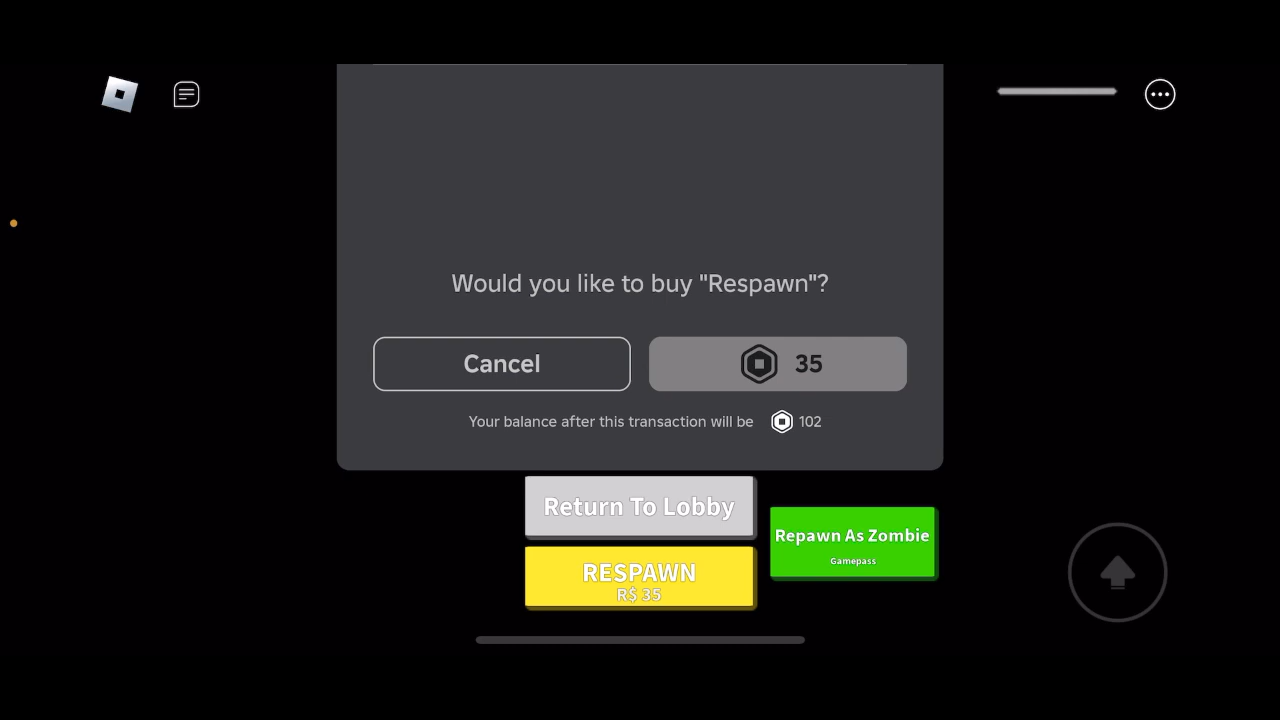 Would you like to buy "Respawn"?
Cancel
35
Your balance after this transaction will be 102
Return To Lobby
Repawn As Zombie
Gamepass
RESPAWN
R$ 35